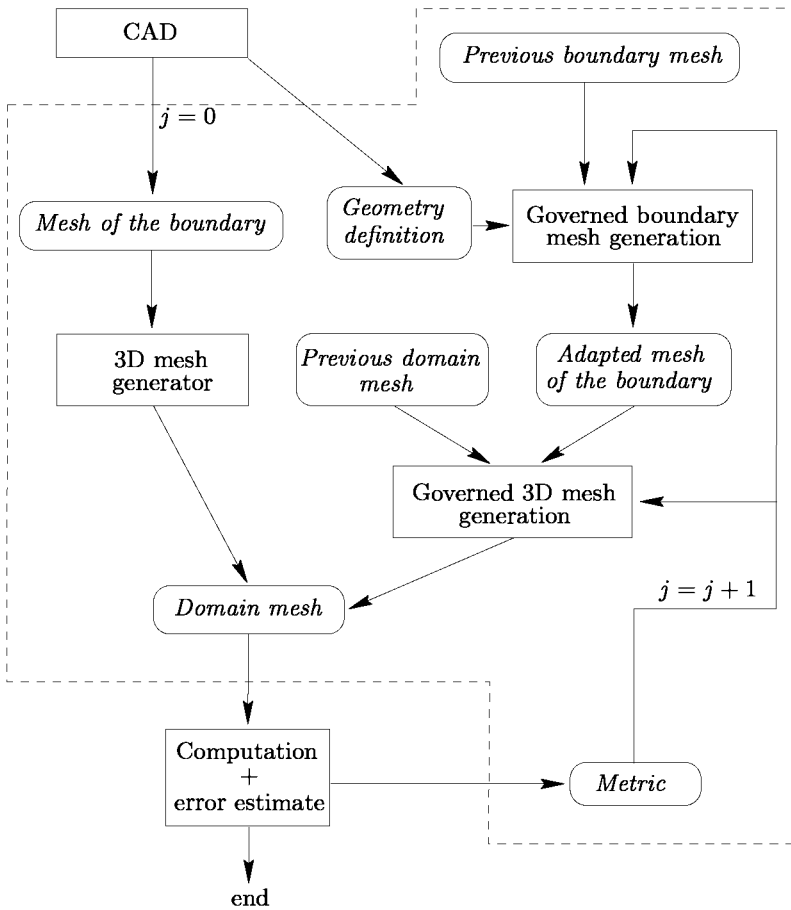 CAD
Previous boundary mesh
j = 0
Mesh of the boundary
Geometry
definition
Governed boundary
mesh generation
3D mesh
generator
Previous domain
mesh
Adapted mesh
of the boundary
Governed 3D mesh
generation
j = j + 1
Domain mesh
Computation
+
error estimate
Metric
end